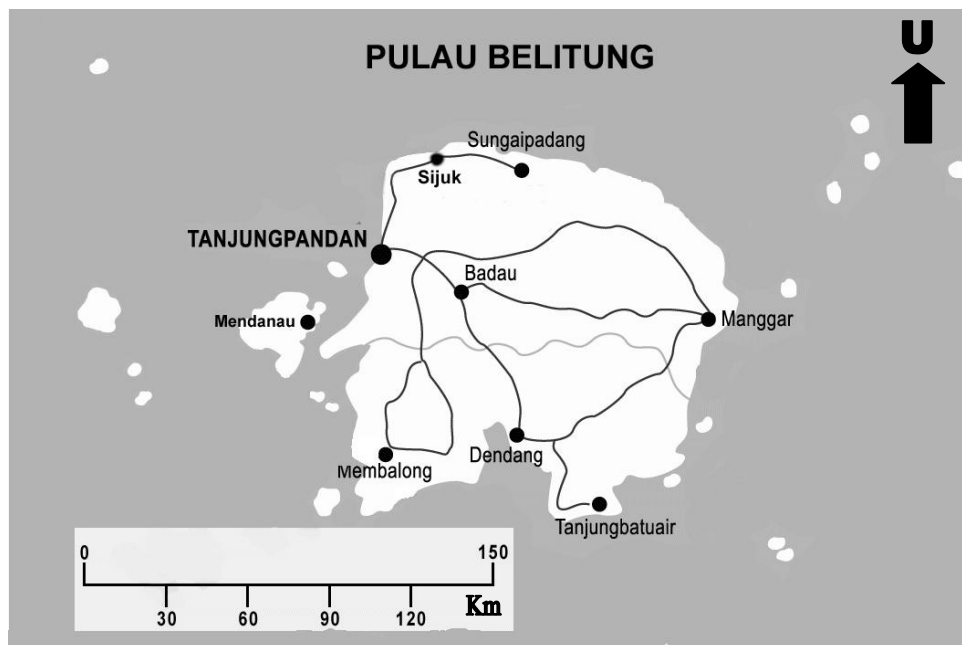 PULAU BELITUNG
U
Sungaipadang
Sijuk
TANJUNGPANDAN
Badau
Mendanau
Manggar
Dendang
Membalong
Tanjungbatuair
0 150
30 60 90 120 Km